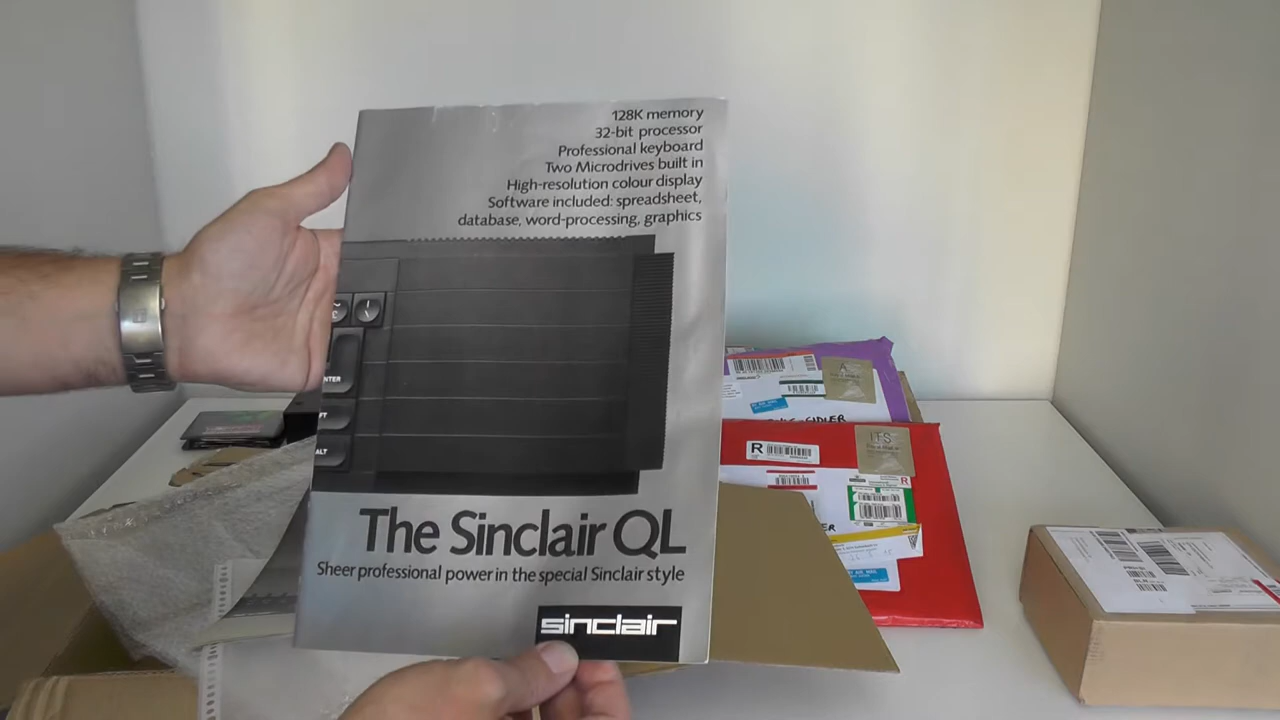 128K memory
32-bit processor
Professional keyboard
Two Microdrives built in
High-resolution colour display
Software included: spreadsheet,
database, word-processing, graphics
ALT
The Sinclair QL
Sheer professional power in the special Sinclair style
sinclair
R
R